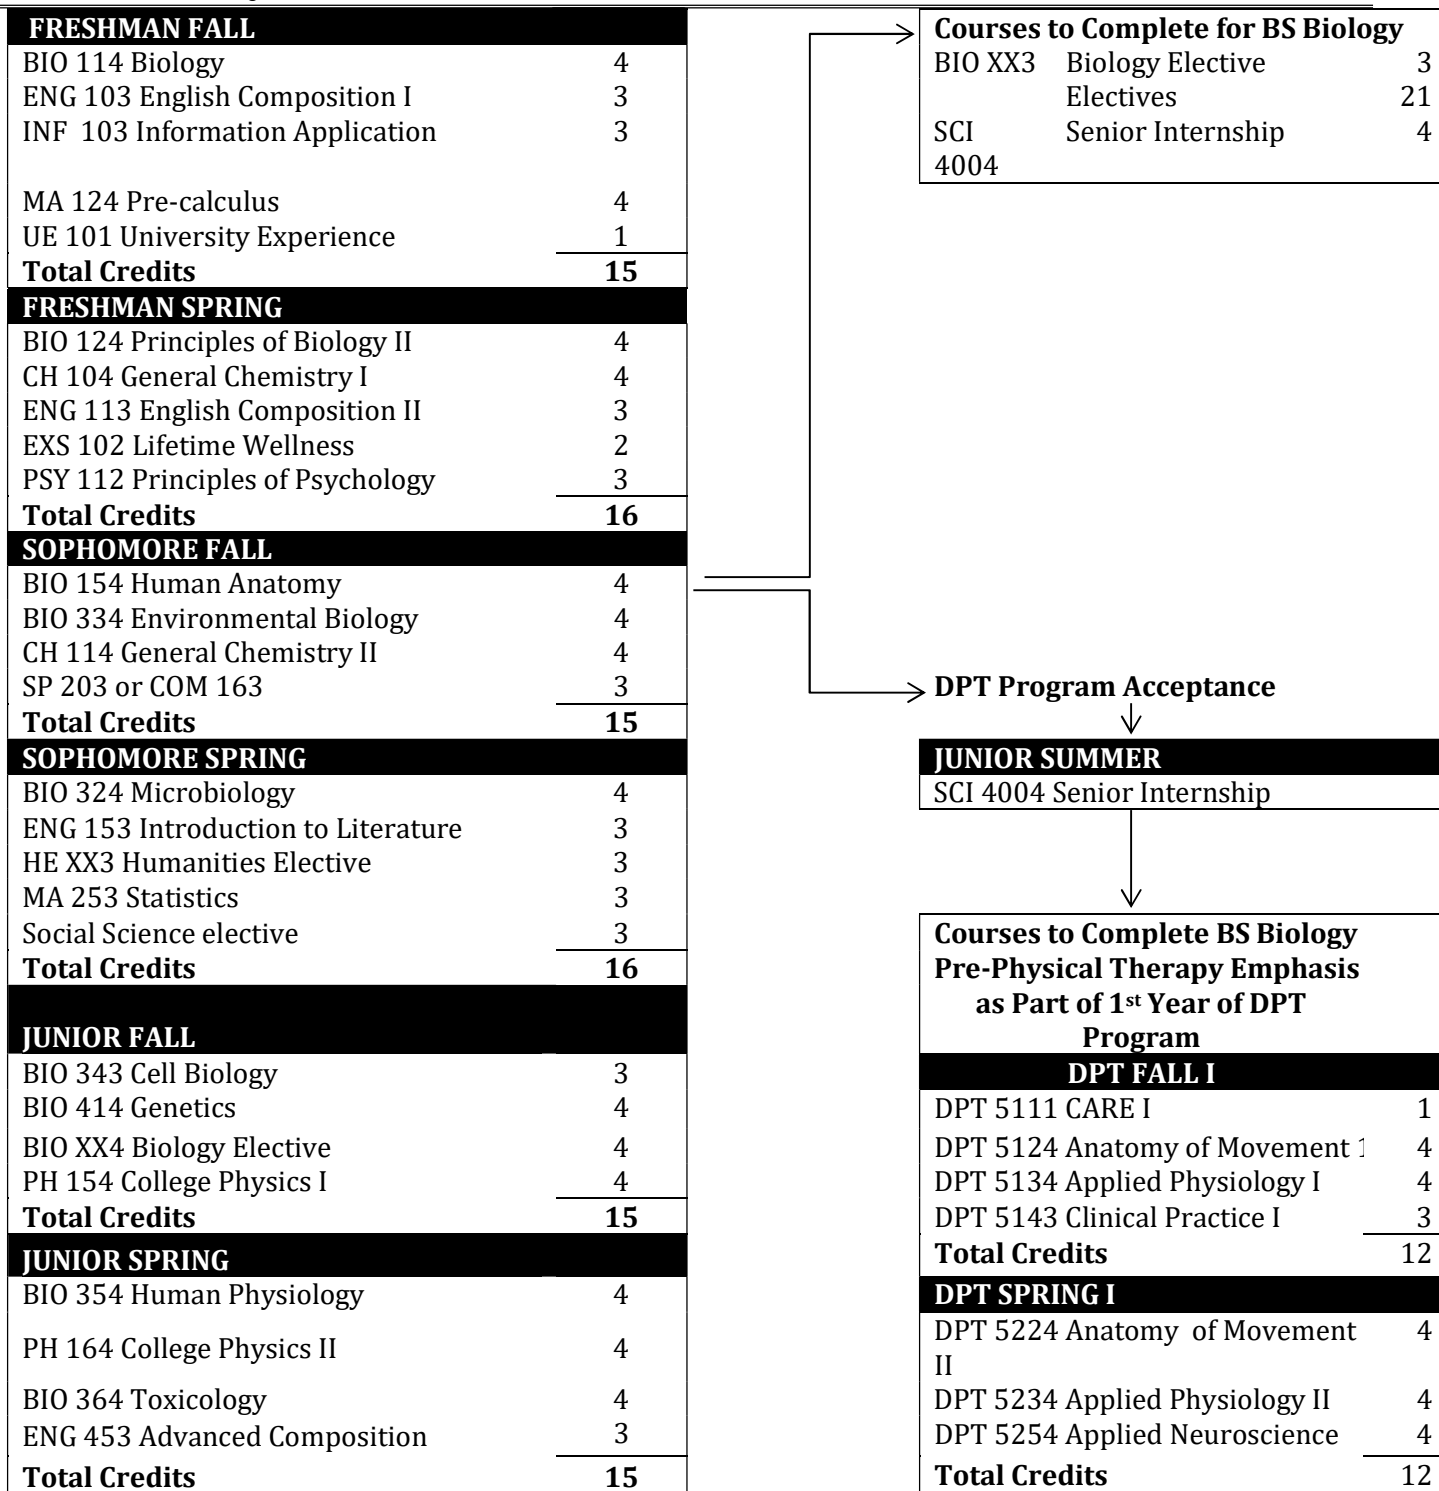 FRESHMAN FALL
BIO 114 Biology 4
ENG 103 English Composition I 3
INF 103 Information Application 3
MA 124 Pre-calculus 4
UE 101 University Experience 1
Total Credits 15
FRESHMAN SPRING
BIO 124 Principles of Biology II 4
CH 104 General Chemistry I 4
ENG 113 English Composition II 3
EXS 102 Lifetime Wellness 2
PSY 112 Principles of Psychology 3
Total Credits 16
SOPHOMORE FALL
BIO 154 Human Anatomy 4
BIO 334 Environmental Biology 4
CH 114 General Chemistry II 4
SP 203 or COM 163 3
Total Credits 15
SOPHOMORE SPRING
BIO 324 Microbiology 4
ENG 153 Introduction to Literature 3
HE XX3 Humanities Elective 3
MA 253 Statistics 3
Social Science elective 3
Total Credits 16
JUNIOR FALL
BIO 343 Cell Biology 3
BIO 414 Genetics 4
BIO XX4 Biology Elective 4
PH 154 College Physics I 4
Total Credits 15
JUNIOR SPRING
BIO 354 Human Physiology 4
PH 164 College Physics II 4
BIO 364 Toxicology 4
ENG 453 Advanced Composition 3
Total Credits 15
Courses to Complete for BS Biology
BIO XX3 Biology Elective 3
Electives 21
SCI Senior Internship 4
4004
DPT Program Acceptance
JUNIOR SUMMER
SCI 4004 Senior Internship
Courses to Complete BS Biology
Pre-Physical Therapy Emphasis
as Part of 1st Year of DPT
Program
DPT FALL I
DPT 5111 CARE I 1
DPT 5124 Anatomy of Movement 1 4
DPT 5134 Applied Physiology I 4
DPT 5143 Clinical Practice I 3
Total Credits 12
DPT SPRING I
DPT 5224 Anatomy of Movement 4
II
DPT 5234 Applied Physiology II 4
DPT 5254 Applied Neuroscience 4
Total Credits 12